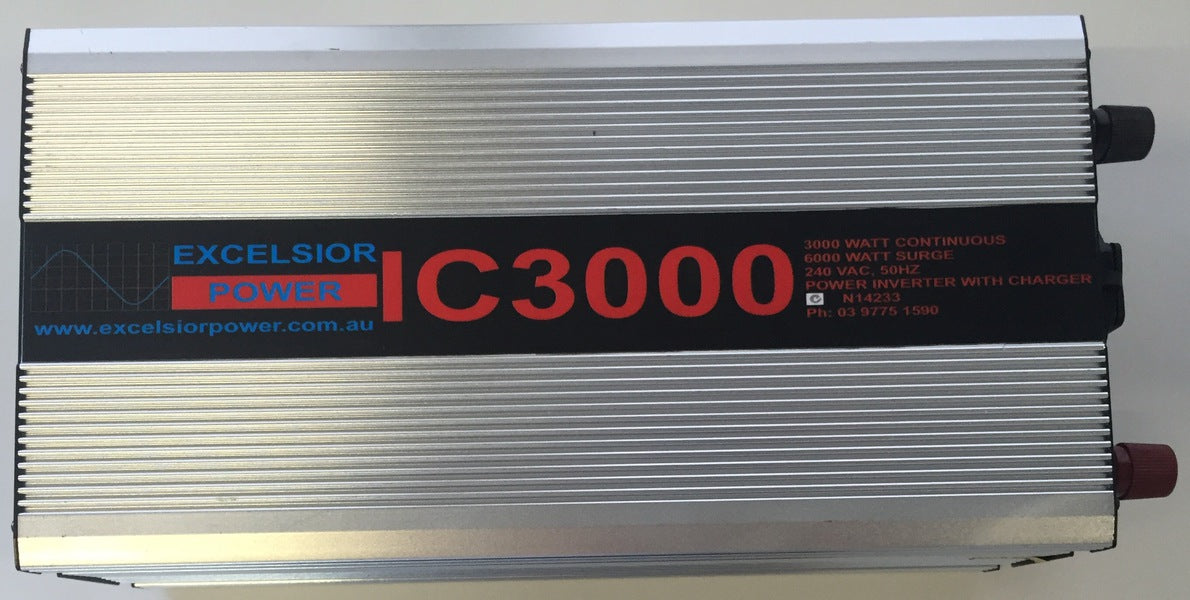 EXCELSIOR
POWER
www.excelsiorpower.com.au
IC3000
3000 WATT CONTINUOUS
6000 WATT SURGE
240 VAC, 50HZ
POWER INVERTER WITH CHARGER
N14233
Ph: 03 9775 1590